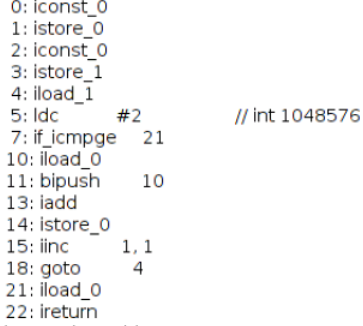 0: iconst_0
1: istore_0
2: iconst_0
3: istore_1
4: iload_1
5: ldc #2 // int 1048576
7: if_icmpge 21
10: iload_0
11: bipush 10
13: iadd
14: istore_0
15: iinc 1, 1
18: goto 4
21: iload_0
22: ireturn